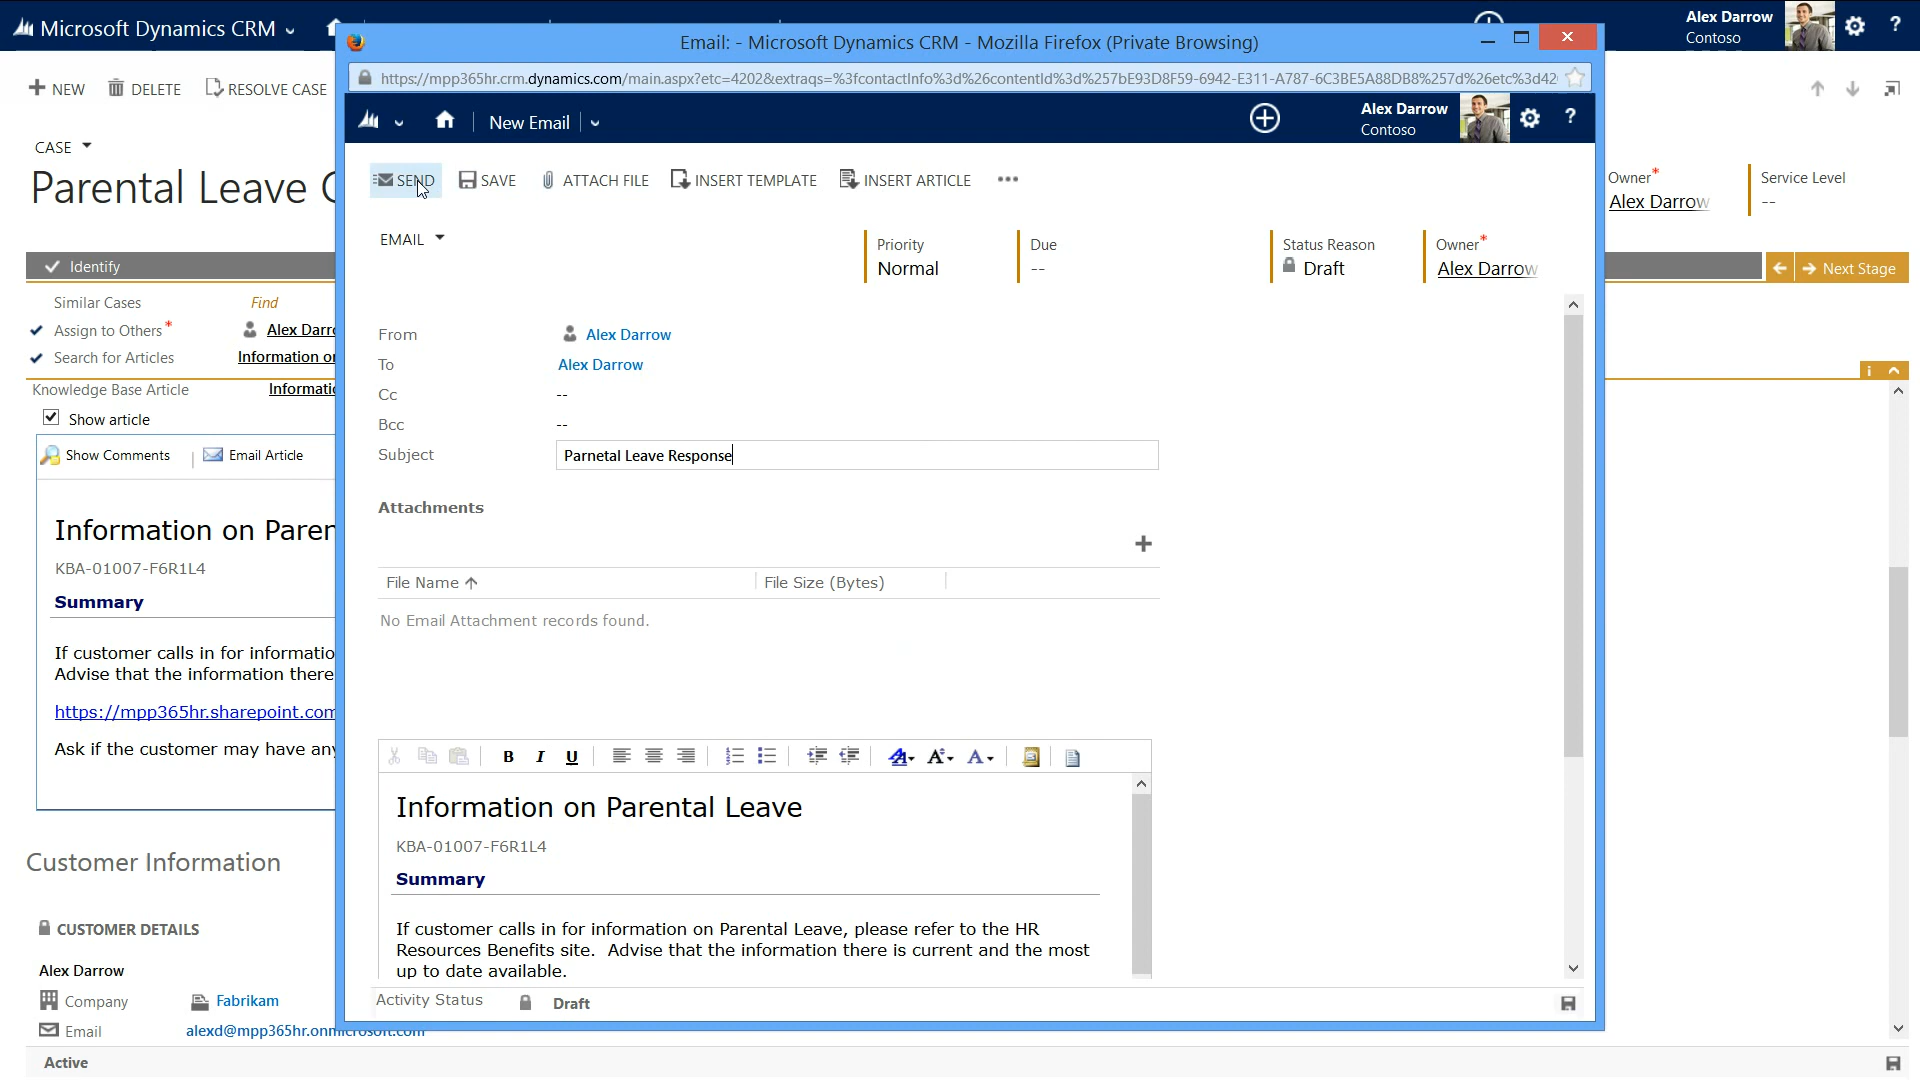 Microsoft Dynamics CRM
Alex Darrow
Contoso
?
NEW
DELETE
RESOLVE CASE
CASE
Parental Leave
Owner*
Alex Darrow
Service Level
--
Identify
Next Stage
Similar Cases
Find
Assign to Others*
Alex Darr
Search for Articles
Information o
Knowledge Base Article
Informati
Show article
Show Comments
Email Article
Information on Paren
KBA-01007-F6R1L4
Summary
If customer calls in for informatio
Advise that the information there
https://mpp365hr.sharepoint.com
Ask if the customer may have any
Customer Information
CUSTOMER DETAILS
Alex Darrow
Company
Fabrikam
Email
alexd@mpp365hr.onmicrosoft.com
Active
Email: - Microsoft Dynamics CRM - Mozilla Firefox (Private Browsing)
https://mpp365hr.crm.dynamics.com/main.aspx?etc=4202&extraqs=%3fcontactInfo%3d%26contentId%3d%257bE93D8F59-6942-E311-A787-6C3BE5A88DB8%257d%26etc%3d42
New Email
Alex Darrow
Contoso
?
SEND
SAVE
ATTACH FILE
INSERT TEMPLATE
INSERT ARTICLE
EMAIL
Priority
Normal
Due
--
Status Reason
Draft
Owner*
Alex Darrow
From
Alex Darrow
To
Alex Darrow
Cc
--
Bcc
--
Subject
Parnetal Leave Response
Attachments
File Name
File Size (Bytes)
No Email Attachment records found.
B I U
A A A
Information on Parental Leave
KBA-01007-F6R1L4
Summary
If customer calls in for information on Parental Leave, please refer to the HR
Resources Benefits site. Advise that the information there is current and the most
up to date available.
Activity Status
Draft